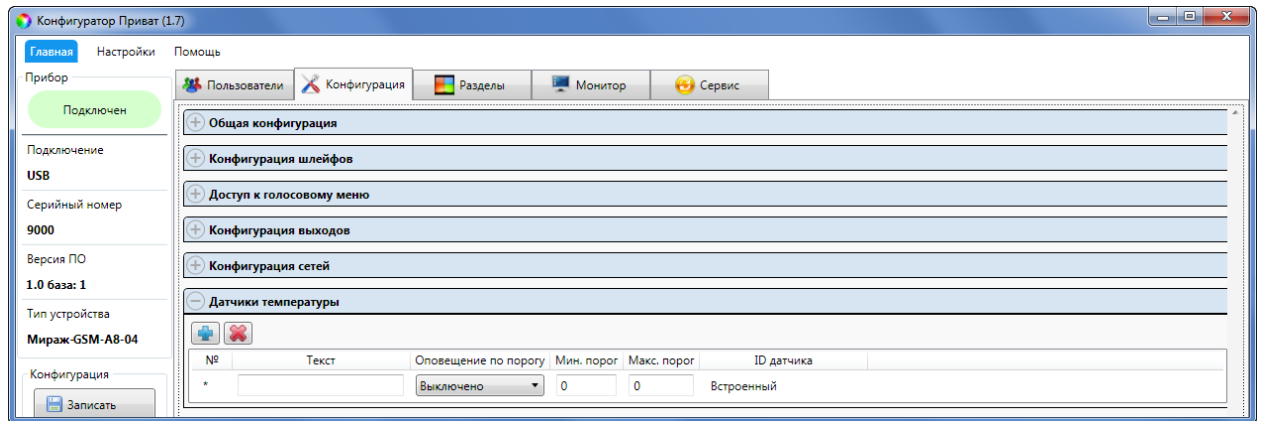 Конфигуратор Приват (1.7)
Главная Настройки Помощь
Прибор
Подключен
Подключение
USB
Серийный номер
9000
Версия ПО
1.0 база: 1
Тип устройства
Мираж-GSM-A8-04
Конфигурация
Записать
Пользователи Конфигурация Разделы Монитор Сервис
Общая конфигурация
Конфигурация шлейфов
Доступ к голосовому меню
Конфигурация выходов
Конфигурация сетей
Датчики температуры
№ Текст Оповещение по порогу Мин. порог Макс. порог ID датчика
* Выключено 0 0 Встроенный